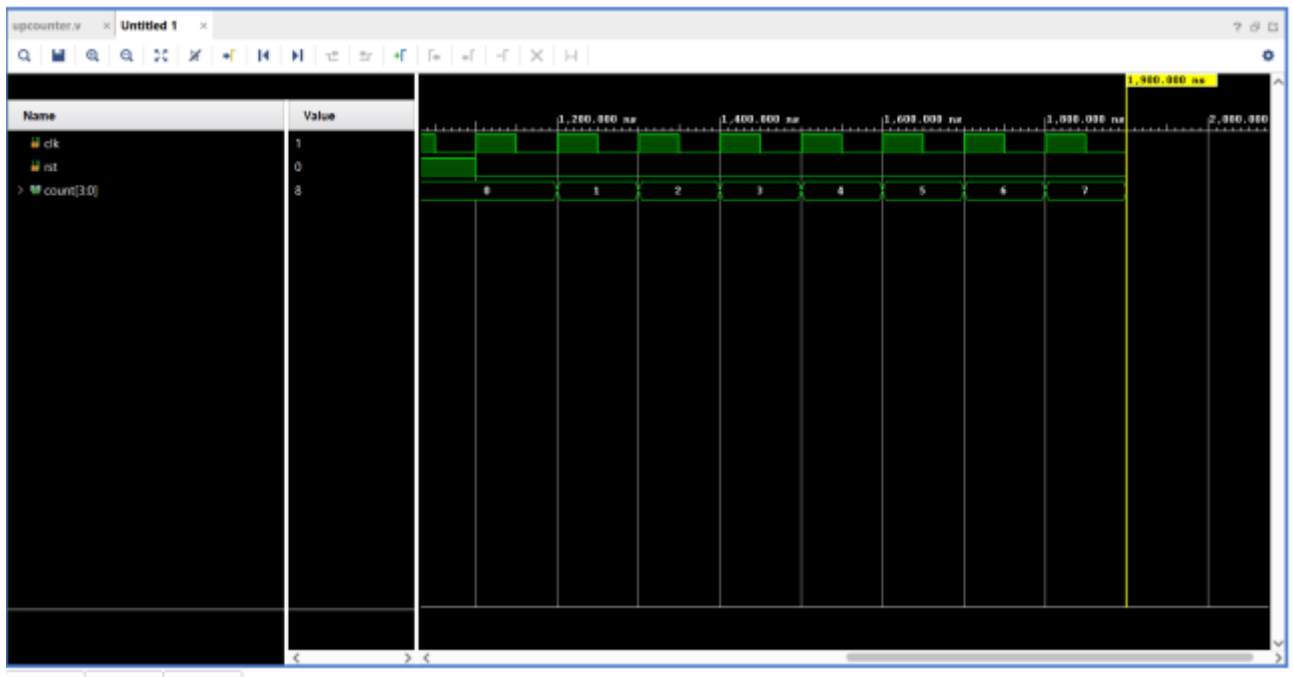 upcounter.v × Untitled 1 ×
1,900.000 ns
Name Value
1,200.000 ns 1,400.000 ns 1,600.000 ns 1,800.000 ns 2,000.000
clk 1
rst 0
count[3:0] 8 0 1 2 3 4 5 6 7